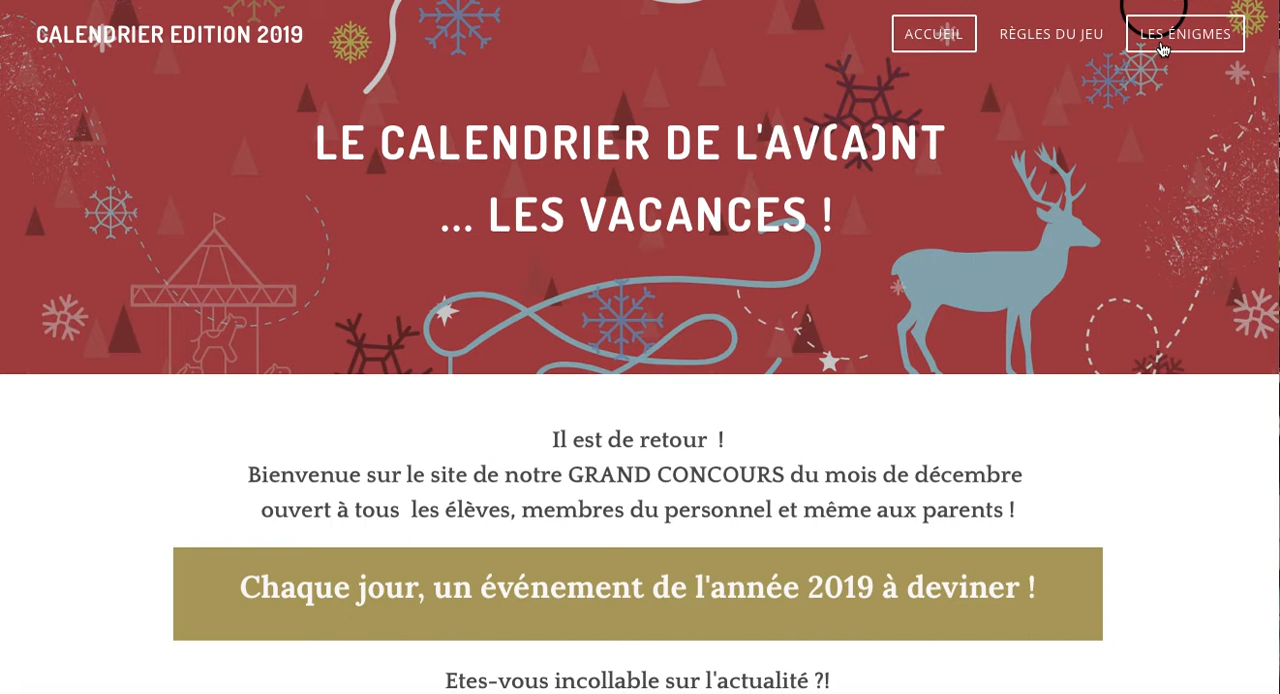 CALENDRIER EDITION 2019
ACCUEIL
RÈGLES DU JEU
LES ÉNIGMES
LE CALENDRIER DE L'AV(A)NT
... LES VACANCES !
Il est de retour !
Bienvenue sur le site de notre GRAND CONCOURS du mois de décembre
ouvert à tous les élèves, membres du personnel et même aux parents !
Chaque jour, un événement de l'année 2019 à deviner !
Etes-vous incollable sur l'actualité ?!